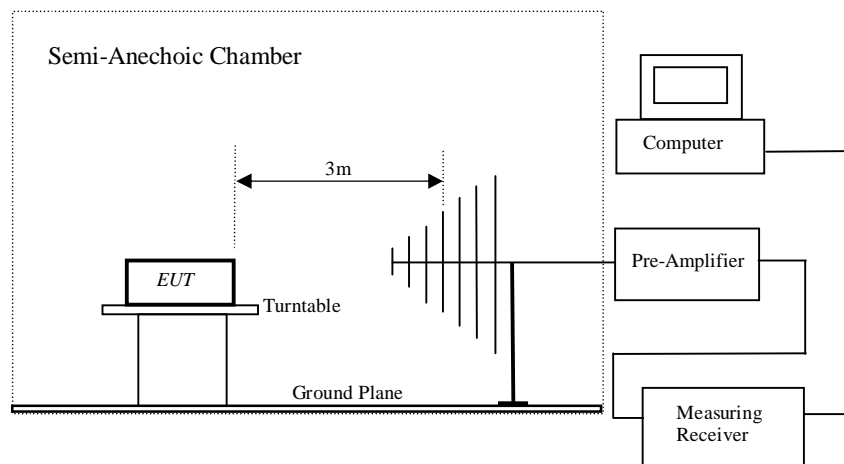 Semi-Anechoic Chamber
Computer
3m
Pre-Amplifier
EUT
Turntable
Ground Plane
Measuring
Receiver